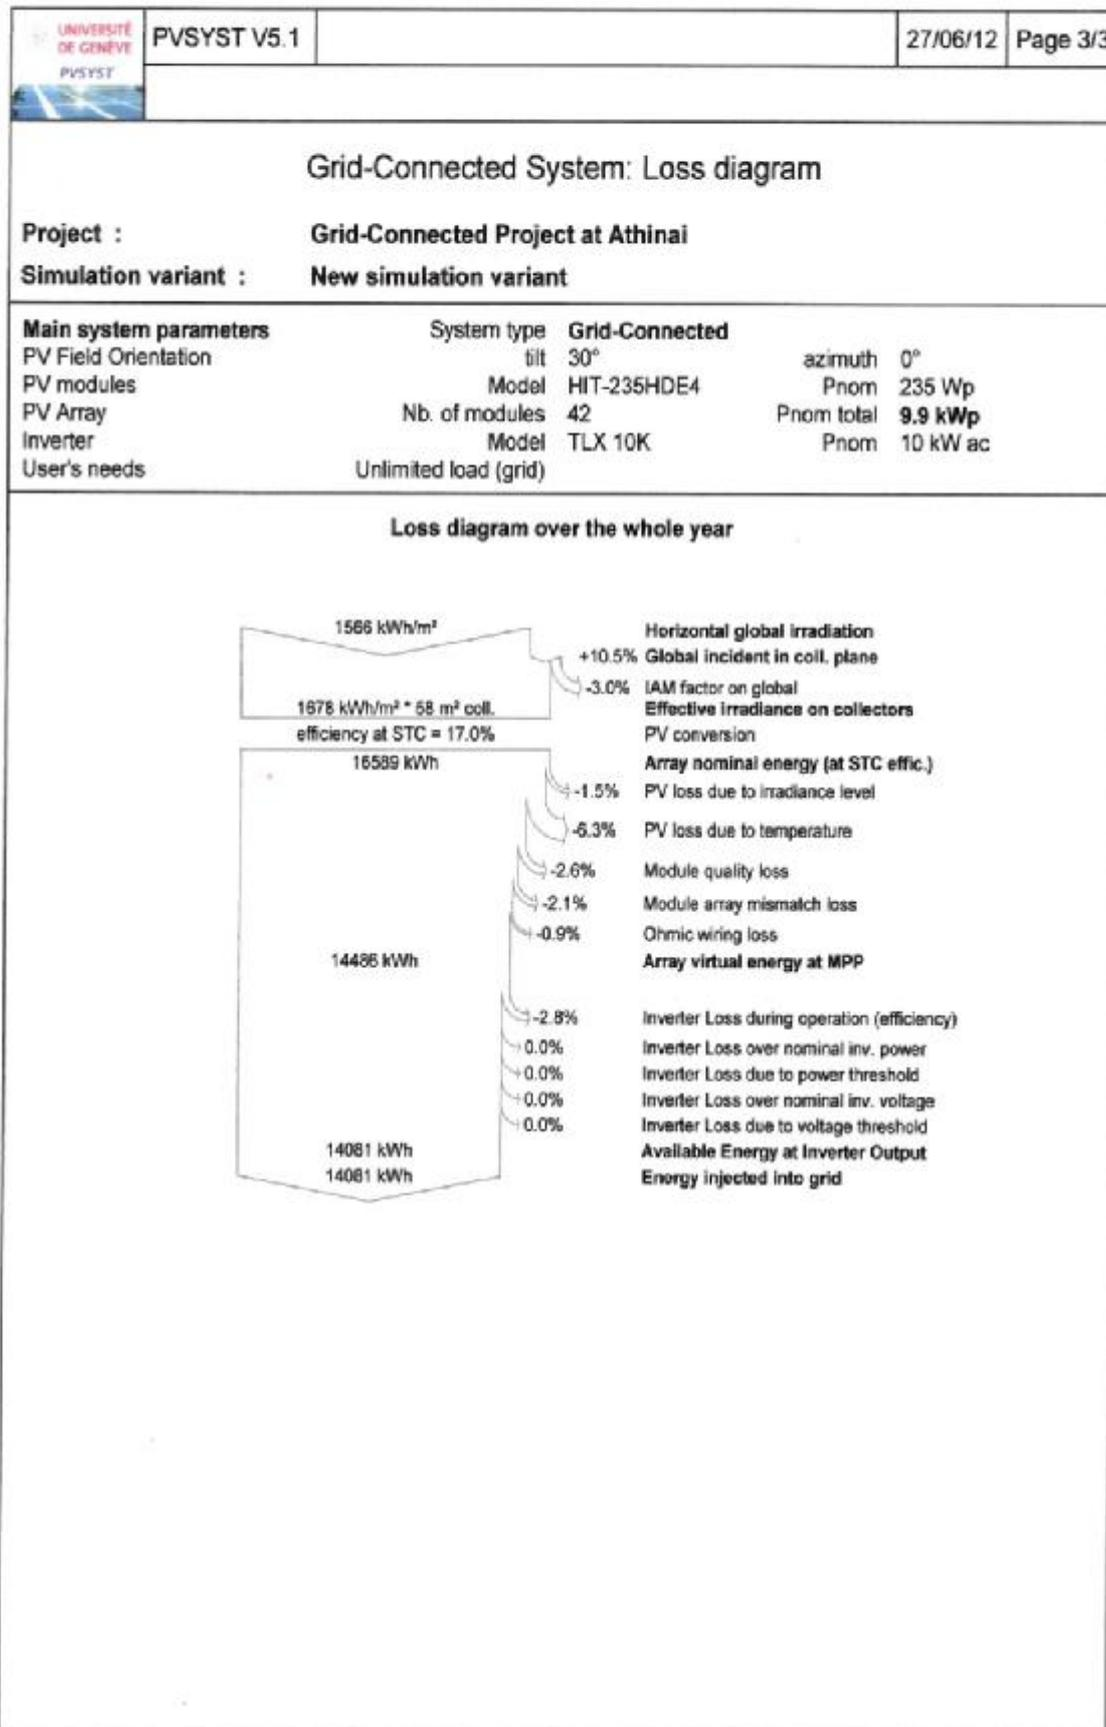 UNIVERSITÉ
DE GENÈVE
PVSYST
PVSYST V5.1
27/06/12
Page 3/3
Grid-Connected System: Loss diagram
Project : Grid-Connected Project at Athinai
Simulation variant : New simulation variant
Main system parameters System type Grid-Connected
PV Field Orientation tilt 30° azimuth 0°
PV modules Model HIT-235HDE4 Pnom 235 Wp
PV Array Nb. of modules 42 Pnom total 9.9 kWp
Inverter Model TLX 10K Pnom 10 kW ac
User's needs Unlimited load (grid)
Loss diagram over the whole year
1566 kWh/m² Horizontal global irradiation
+10.5% Global incident in coll. plane
-3.0% IAM factor on global
1678 kWh/m² * 58 m² coll. Effective irradiance on collectors
efficiency at STC = 17.0% PV conversion
16589 kWh Array nominal energy (at STC effic.)
-1.5% PV loss due to irradiance level
-6.3% PV loss due to temperature
-2.6% Module quality loss
-2.1% Module array mismatch loss
-0.9% Ohmic wiring loss
14486 kWh Array virtual energy at MPP
-2.8% Inverter Loss during operation (efficiency)
0.0% Inverter Loss over nominal inv. power
0.0% Inverter Loss due to power threshold
0.0% Inverter Loss over nominal inv. voltage
0.0% Inverter Loss due to voltage threshold
14081 kWh Available Energy at Inverter Output
14081 kWh Energy injected into grid